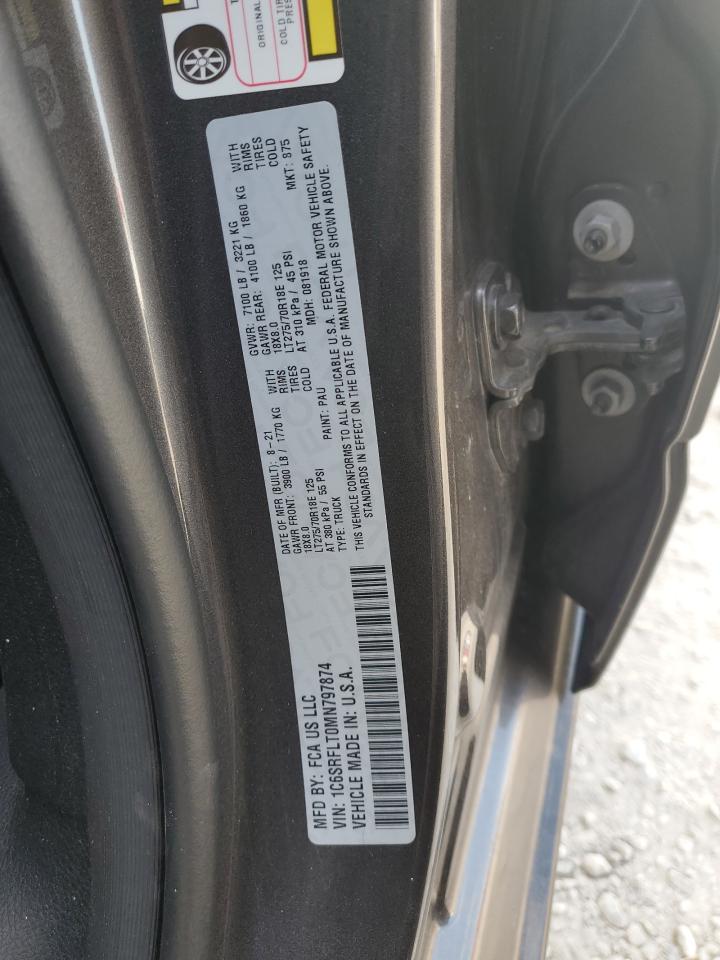 MFD BY: FCA US LLC
VIN: 1C6SRFLT0MN797874
VEHICLE MADE IN: U.S.A.
DATE OF MFR (BUILT): 8-21 GVWR: 7100 LB / 3221 KG
GAWR FRONT: 3900 LB / 1770 KG WITH GAWR REAR: 4100 LB / 1860 KG WITH
18X8.0 RIMS 18X8.0 RIMS
LT275/70R18E 125 TIRES LT275/70R18E 125 TIRES
AT 380 kPa / 55 PSI COLD AT 310 kPa / 45 PSI COLD
TYPE: TRUCK PAINT: PAU MDH: 081918 MKT: 875
THIS VEHICLE CONFORMS TO ALL APPLICABLE U.S.A. FEDERAL MOTOR VEHICLE SAFETY
STANDARDS IN EFFECT ON THE DATE OF MANUFACTURE SHOWN ABOVE.
ORIGINAL
COLD